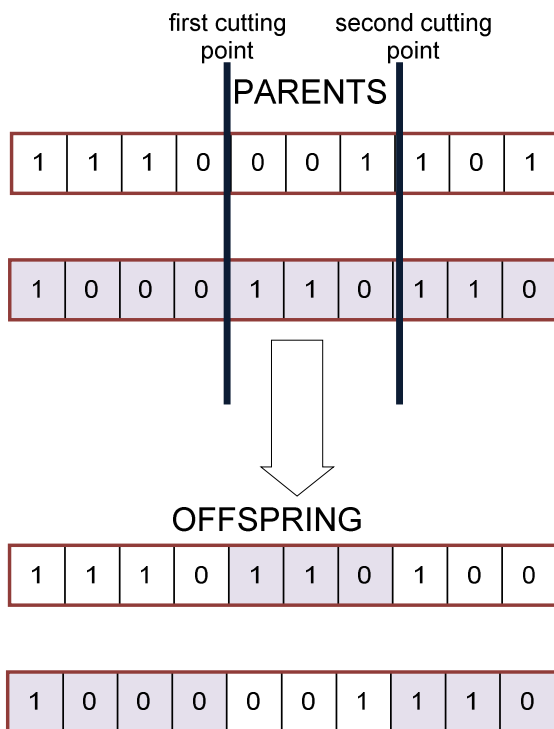 first cutting point
second cutting point
PARENTS
1 1 1 0 0 0 1 1 0 1
1 0 0 0 1 1 0 1 1 0
OFFSPRING
1 1 1 0 1 1 0 1 0 0
1 0 0 0 0 0 1 1 1 0